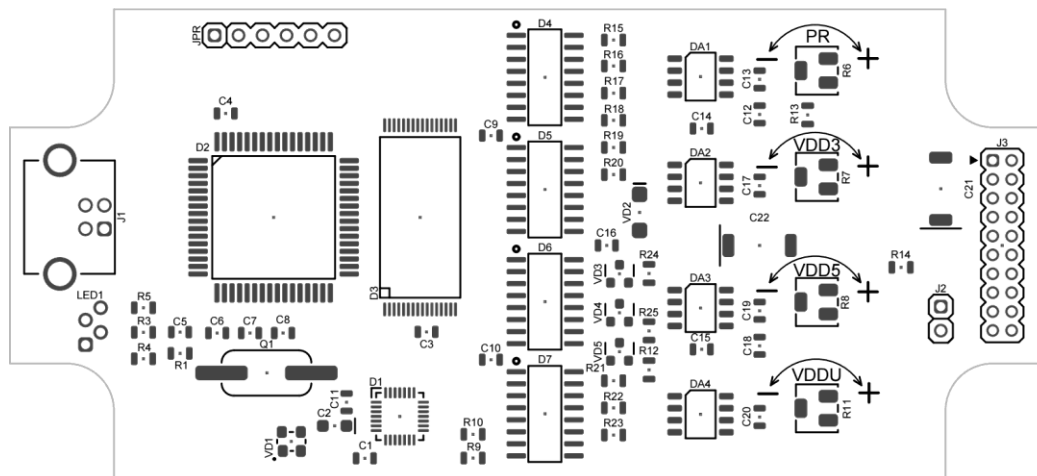 JPR
D4
R15
R16
R17
R18
R19
R20
DA1
PR
R6
C13
C12
R13
C14
C4
C9
D2
D5
DA2
VDD3
R7
C17
J3
C21
J1
VD2
C22
D3
D6
C16
VD3
R24
DA3
VDD5
R8
C19
R14
J2
LED1
R5
R3
R4
C5
R1
C6
C7
C8
C3
VD4
R25
VD5
R12
C15
C18
Q1
C10
D7
R21
R22
R23
DA4
VDDU
R11
C20
C11
D1
C2
VD1
C1
R10
R9